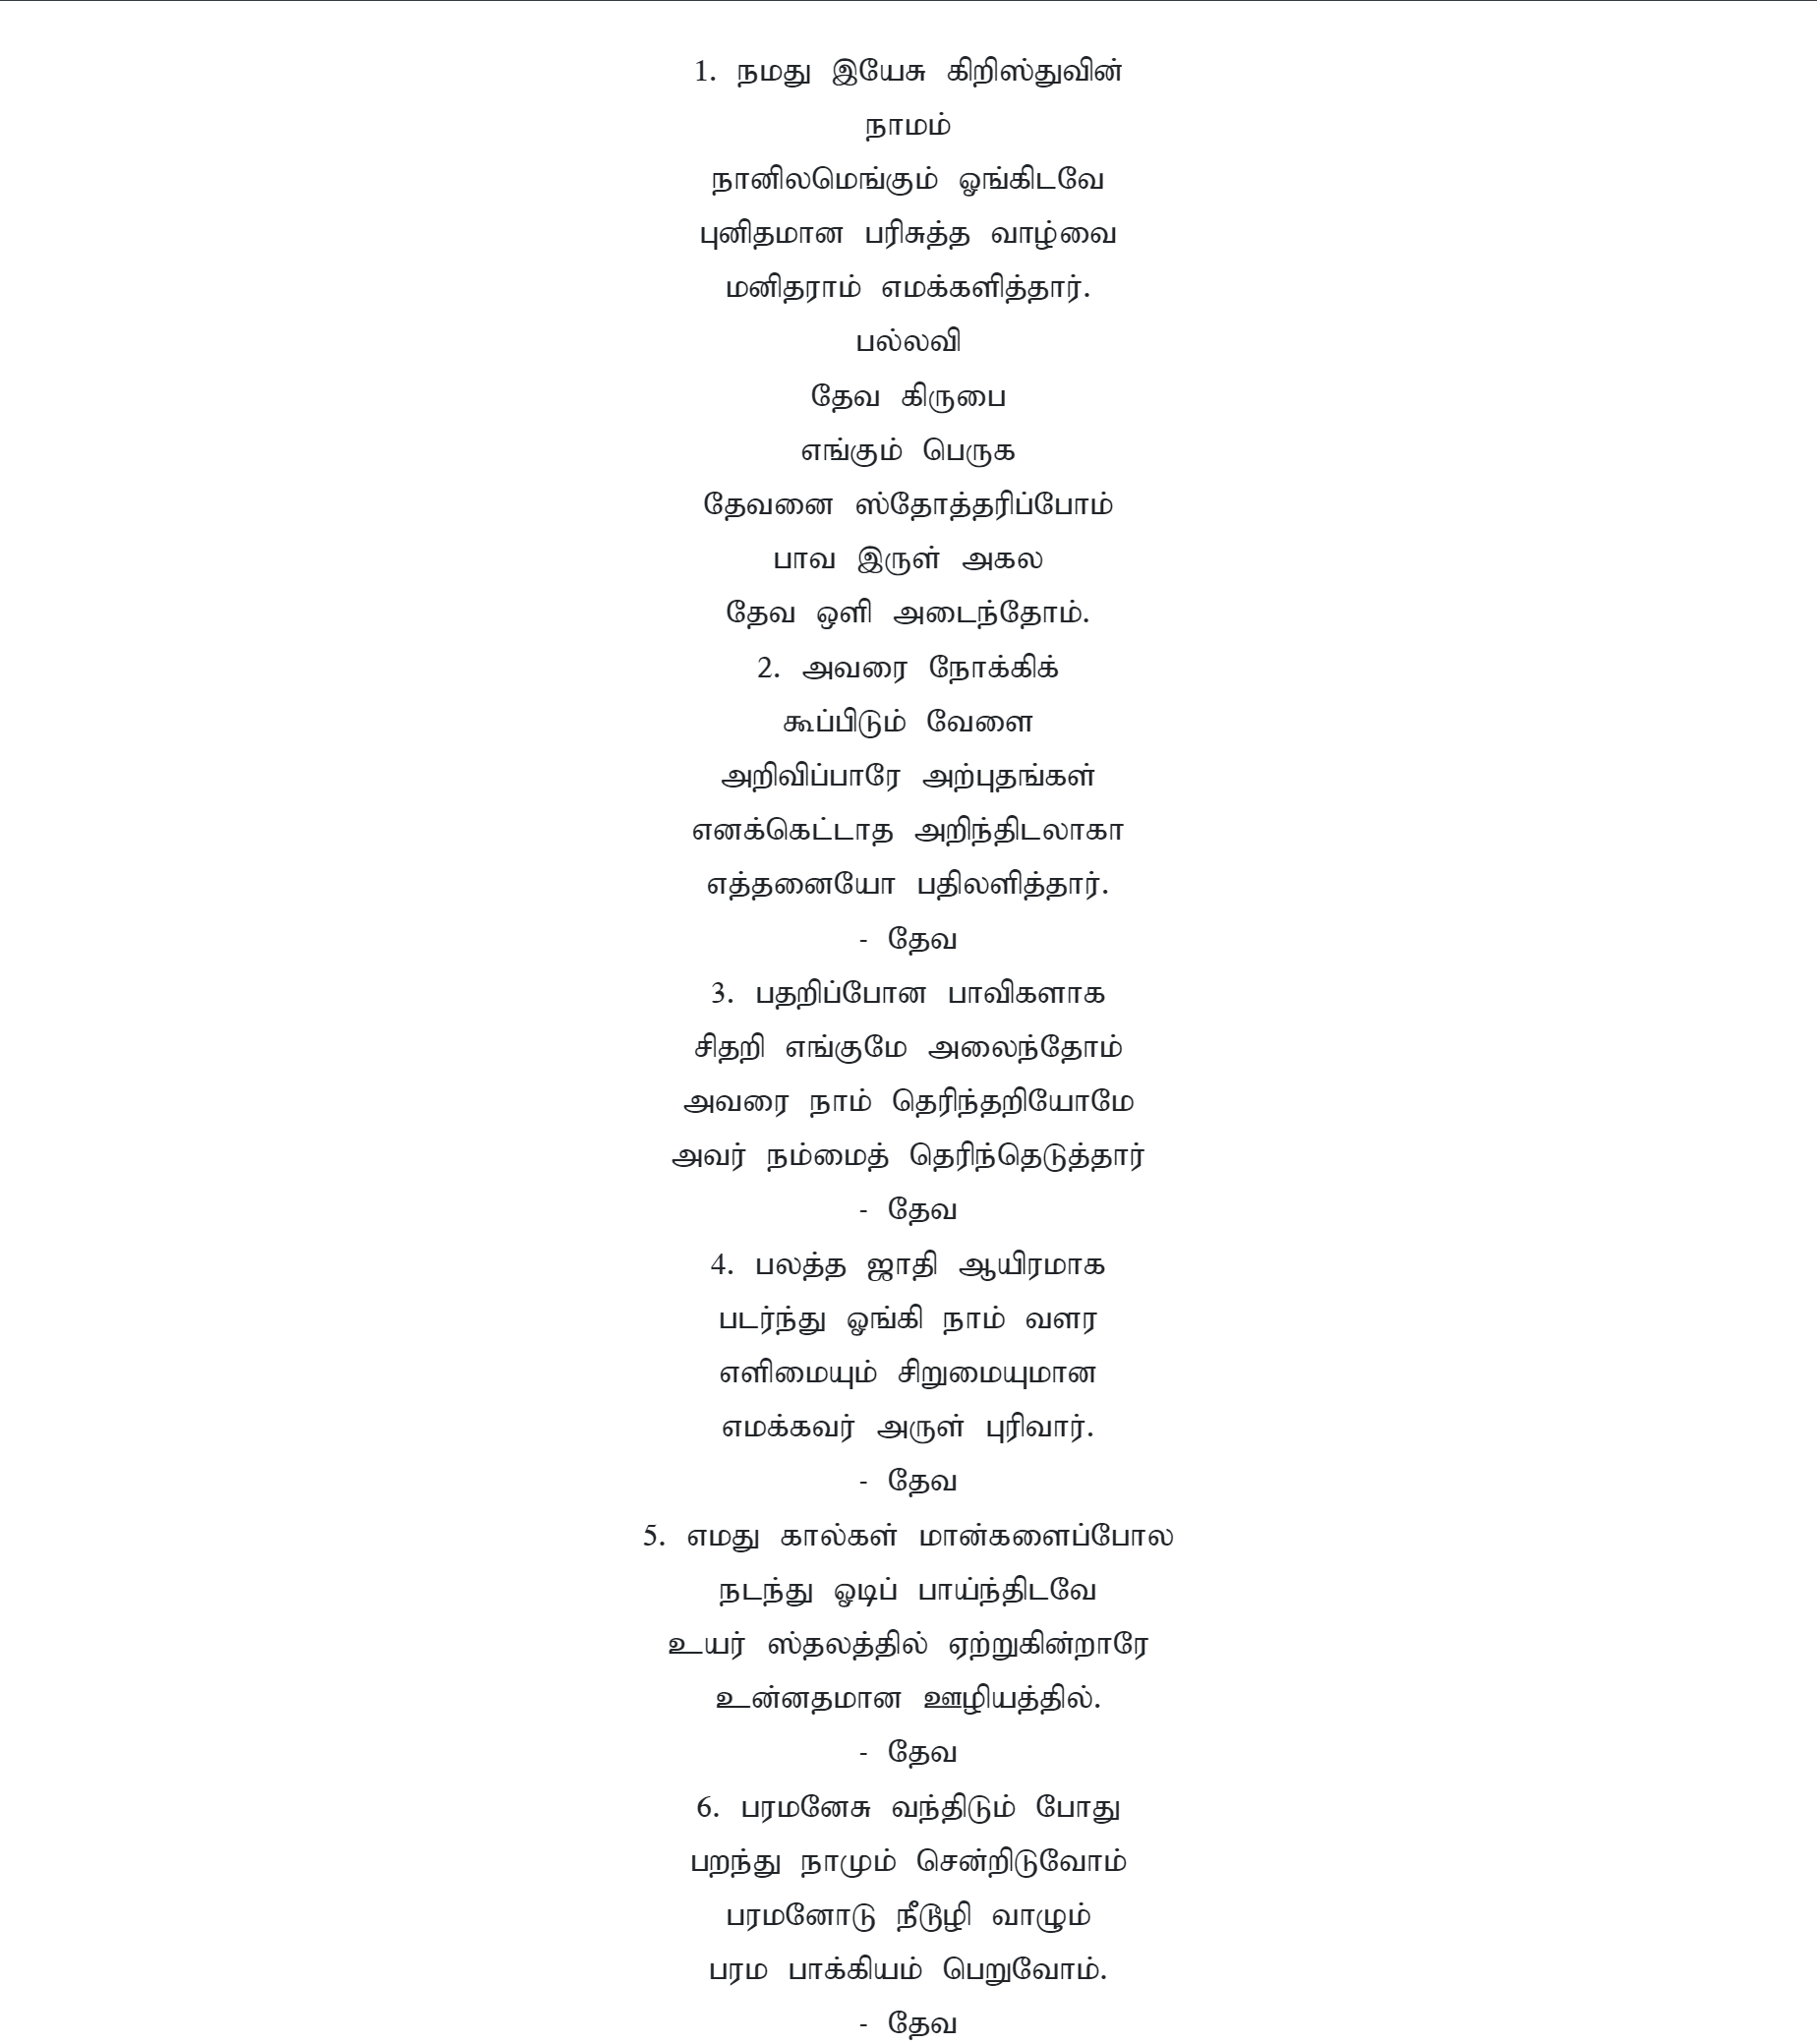 1. நமது இயேசு கிறிஸ்துவின்
நாமம்
நானிலமெங்கும் ஓங்கிடவே
புனிதமான பரிசுத்த வாழ்வை
மனிதராம் எமக்களித்தார்.
பல்லவி
தேவ கிருபை
எங்கும் பெருக
தேவனை ஸ்தோத்தரிப்போம்
பாவ இருள் அகல
தேவ ஒளி அடைந்தோம்.
2. அவரை நோக்கிக்
கூப்பிடும் வேளை
அறிவிப்பாரே அற்புதங்கள்
எனக்கெட்டாத அறிந்திடலாகா
எத்தனையோ பதிலளித்தார்.
- தேவ
3. பதறிப்போன பாவிகளாக
சிதறி எங்குமே அலைந்தோம்
அவரை நாம் தெரிந்தறியோமே
அவர் நம்மைத் தெரிந்தெடுத்தார்
- தேவ
4. பலத்த ஜாதி ஆயிரமாக
படர்ந்து ஓங்கி நாம் வளர
எளிமையும் சிறுமையுமான
எமக்கவர் அருள் புரிவார்.
- தேவ
5. எமது கால்கள் மான்களைப்போல
நடந்து ஓடிப் பாய்ந்திடவே
உயர் ஸ்தலத்தில் ஏற்றுகின்றாரே
உன்னதமான ஊழியத்தில்.
- தேவ
6. பரமனேசு வந்திடும் போது
பறந்து நாமும் சென்றிடுவோம்
பரமனோடு நீடூழி வாழும்
பரம பாக்கியம் பெறுவோம்.
- தேவ